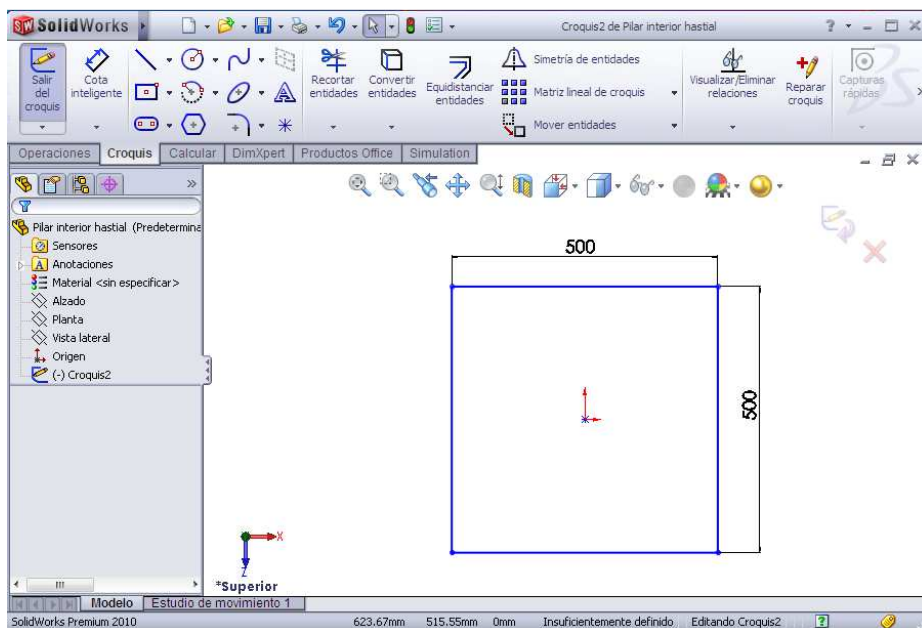 SolidWorks
Croquis2 de Pilar interior hastial
Salir del croquis
Cota inteligente
Recortar entidades
Convertir entidades
Equidistanciar entidades
Simetría de entidades
Matriz lineal de croquis
Mover entidades
Visualizar/Eliminar relaciones
Reparar croquis
Capturas rápidas
Operaciones Croquis Calcular DimXpert Productos Office Simulation
Pilar interior hastial (Predetermina
Sensores
Anotaciones
Material <sin especificar>
Alzado
Planta
Vista lateral
Origen
(-) Croquis2
500
500
X
Z
*Superior
Modelo Estudio de movimiento 1
SolidWorks Premium 2010 623.67mm 515.55mm 0mm Insuficientemente definido Editando Croquis2